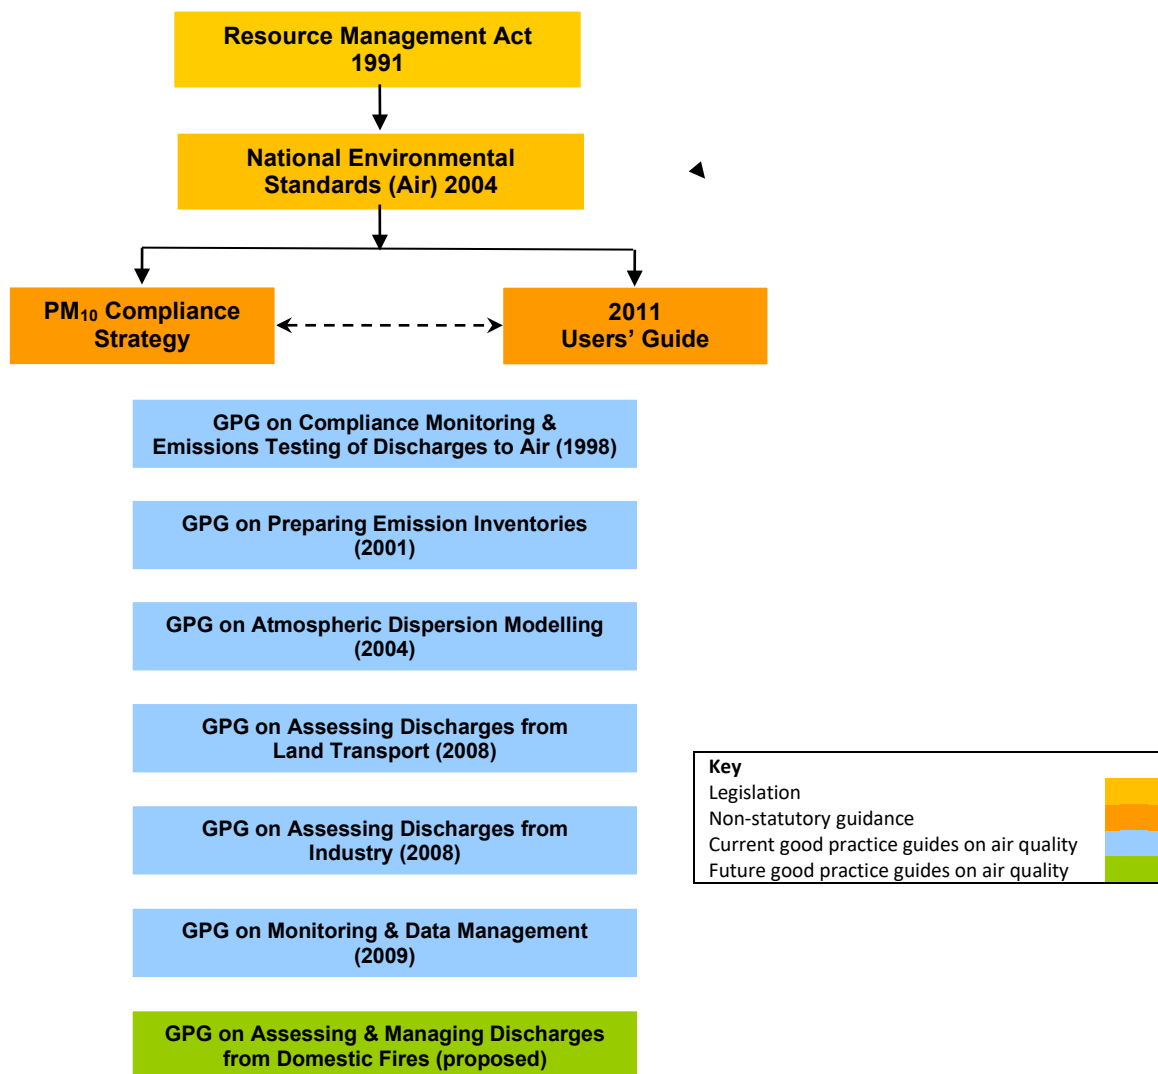 Resource Management Act
1991
National Environmental
Standards (Air) 2004
PM₁₀ Compliance
Strategy
2011
Users’ Guide
GPG on Compliance Monitoring &
Emissions Testing of Discharges to Air (1998)
GPG on Preparing Emission Inventories
(2001)
GPG on Atmospheric Dispersion Modelling
(2004)
GPG on Assessing Discharges from
Land Transport (2008)
GPG on Assessing Discharges from
Industry (2008)
GPG on Monitoring & Data Management
(2009)
GPG on Assessing & Managing Discharges
from Domestic Fires (proposed)
Key
Legislation
Non-statutory guidance
Current good practice guides on air quality
Future good practice guides on air quality